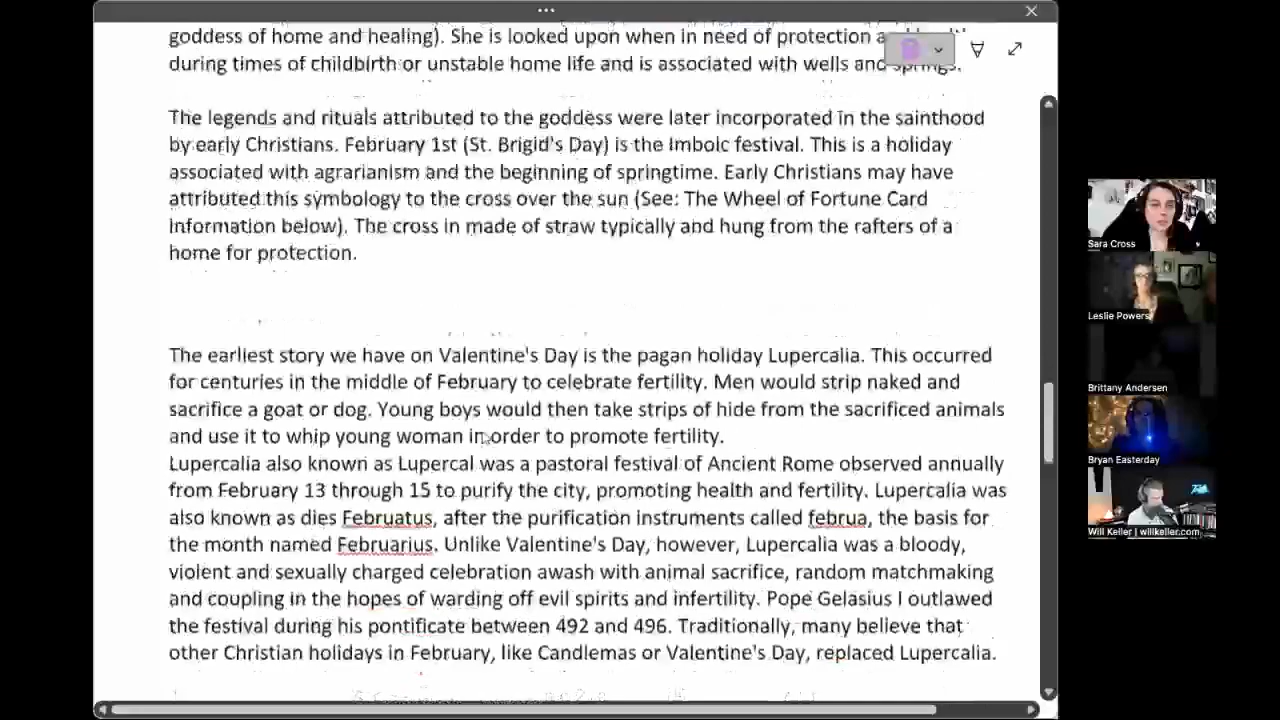 goddess of home and healing). She is looked upon when in need of protection
during times of childbirth or unstable home life and is associated with wells and springs.
The legends and rituals attributed to the goddess were later incorporated in the sainthood
by early Christians. February 1st (St. Brigid's Day) is the Imbolc festival. This is a holiday
associated with agrarianism and the beginning of springtime. Early Christians may have
attributed this symbology to the cross over the sun (See: The Wheel of Fortune Card
information below). The cross in made of straw typically and hung from the rafters of a
home for protection.
The earliest story we have on Valentine's Day is the pagan holiday Lupercalia. This occurred
for centuries in the middle of February to celebrate fertility. Men would strip naked and
sacrifice a goat or dog. Young boys would then take strips of hide from the sacrificed animals
and use it to whip young woman in order to promote fertility.
Lupercalia also known as Lupercal was a pastoral festival of Ancient Rome observed annually
from February 13 through 15 to purify the city, promoting health and fertility. Lupercalia was
also known as dies Februatus, after the purification instruments called februa, the basis for
the month named Februarius. Unlike Valentine's Day, however, Lupercalia was a bloody,
violent and sexually charged celebration awash with animal sacrifice, random matchmaking
and coupling in the hopes of warding off evil spirits and infertility. Pope Gelasius I outlawed
the festival during his pontificate between 492 and 496. Traditionally, many believe that
other Christian holidays in February, like Candlemas or Valentine's Day, replaced Lupercalia.
Sara Cross
Leslie Powers
Brittany Andersen
Bryan Easterday
Will Keller | willkeller.com